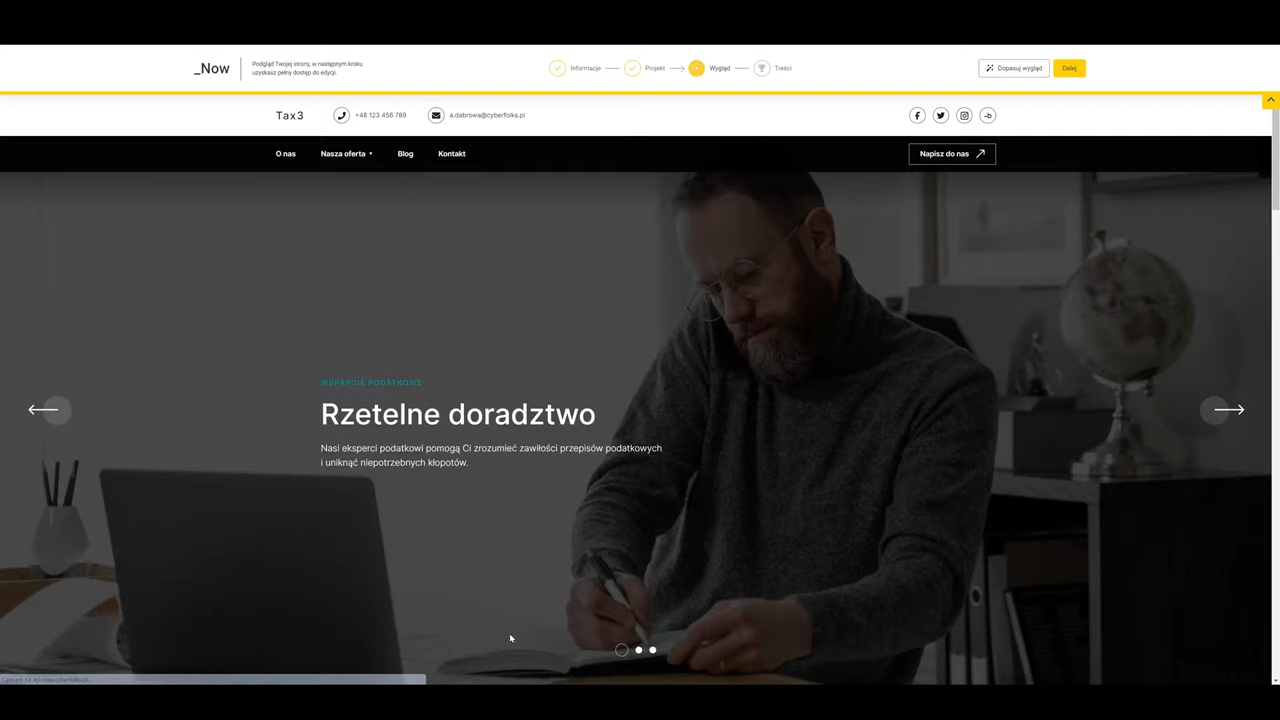 _Now
Podgląd Twojej strony, w następnym kroku
uzyskasz pełny dostęp do edycji.
Informacje
Projekt
Wygląd
Treści
Dopasuj wygląd
Dalej
Tax3
+48 123 456 789
a.dabrowa@cyberfolks.pl
O nas
Nasza oferta
Blog
Kontakt
Napisz do nas
WSPARCIE PODATKOWE
Rzetelne doradztwo
Nasi eksperci podatkowi pomogą Ci zrozumieć zawiłości przepisów podatkowych
i uniknąć niepotrzebnych kłopotów.